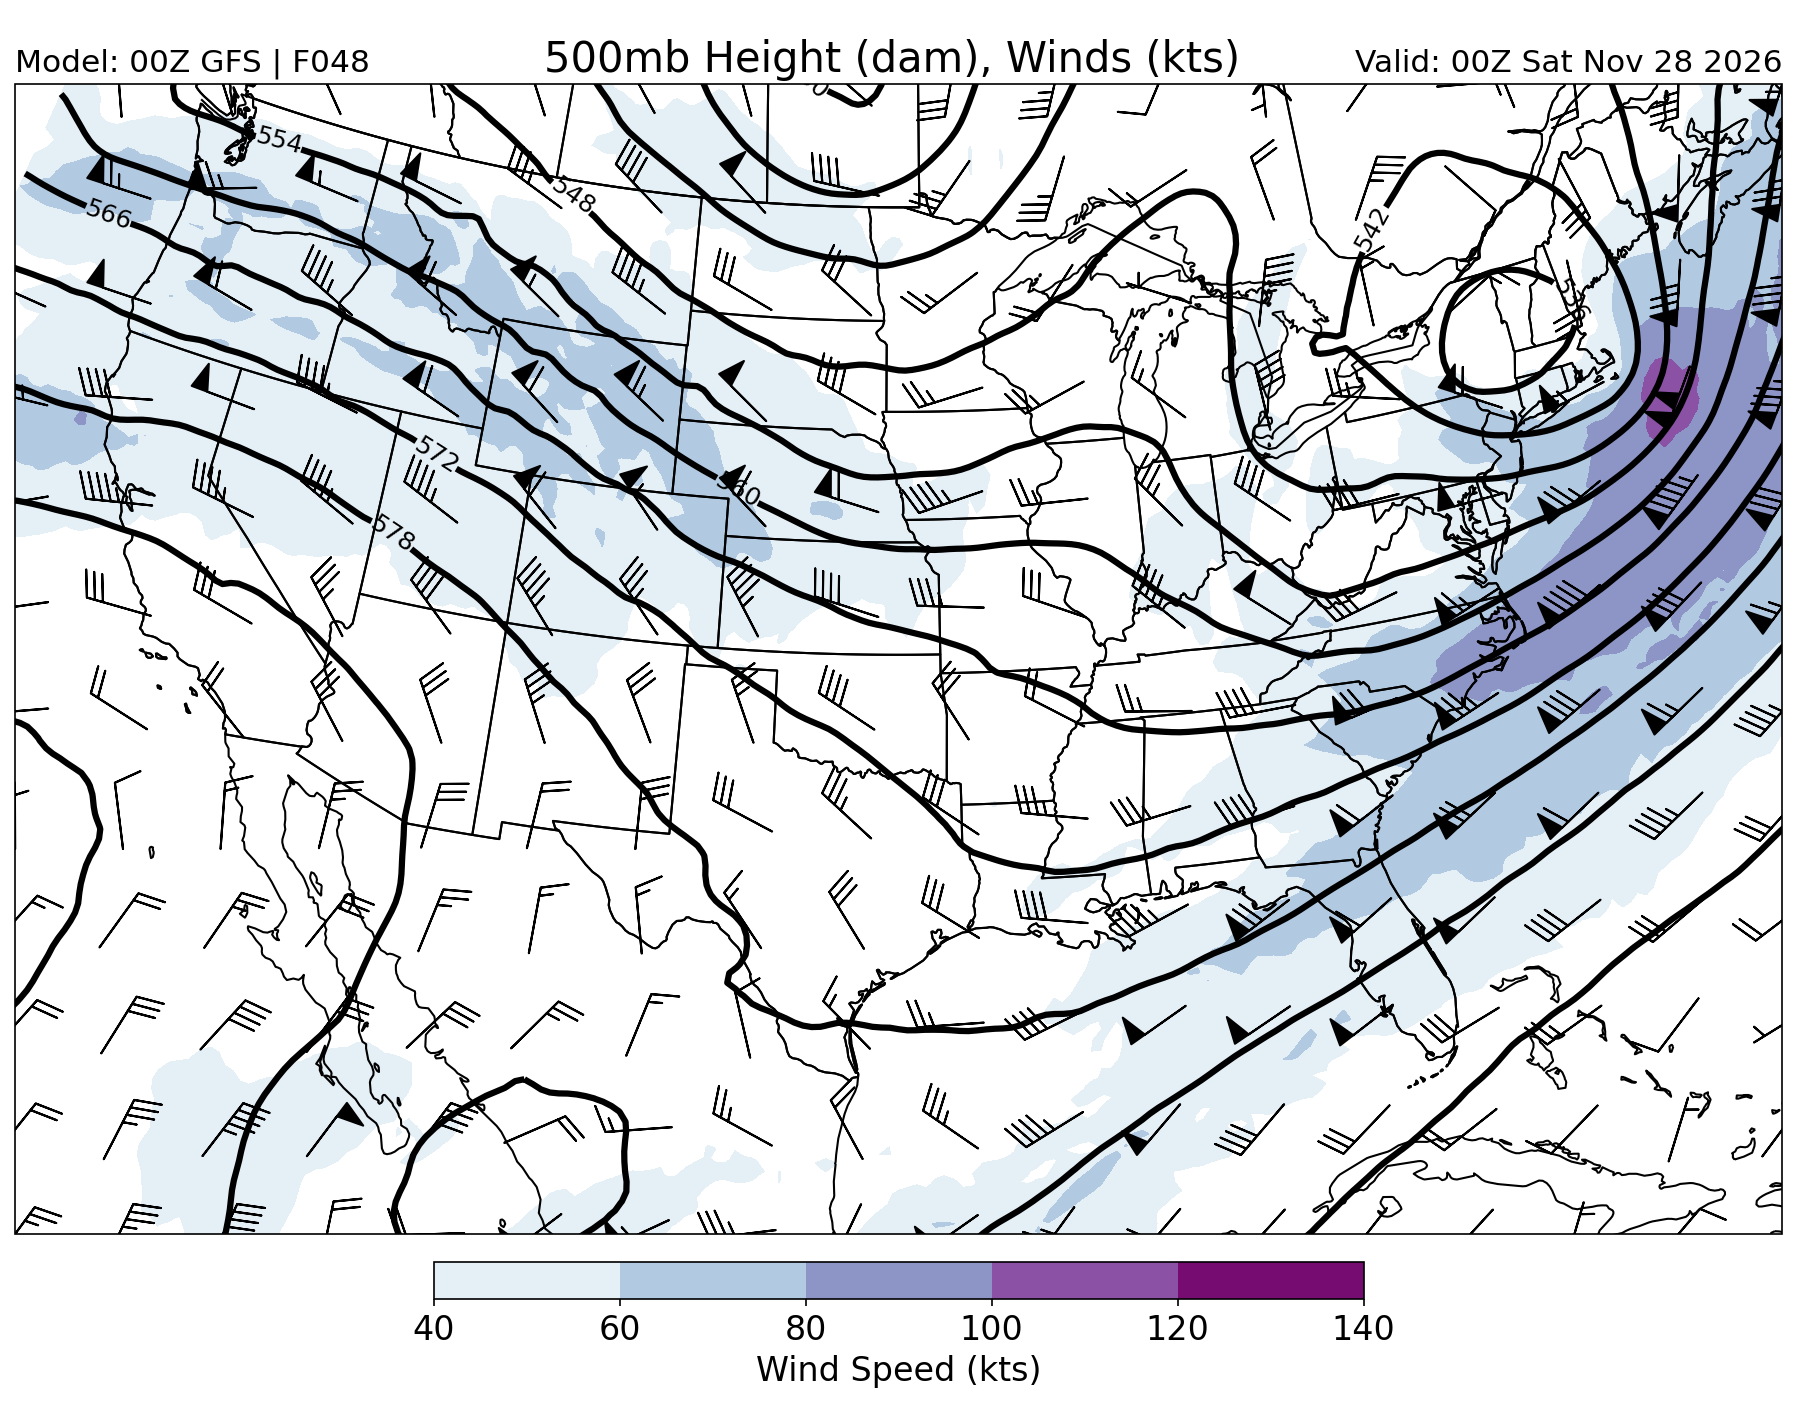 500mb Height (dam), Winds (kts)
Model: 00Z GFS | F048
Valid: 00Z Sat Nov 28 2026
554
548
566
542
572
560
578
40 60 80 100 120 140
Wind Speed (kts)